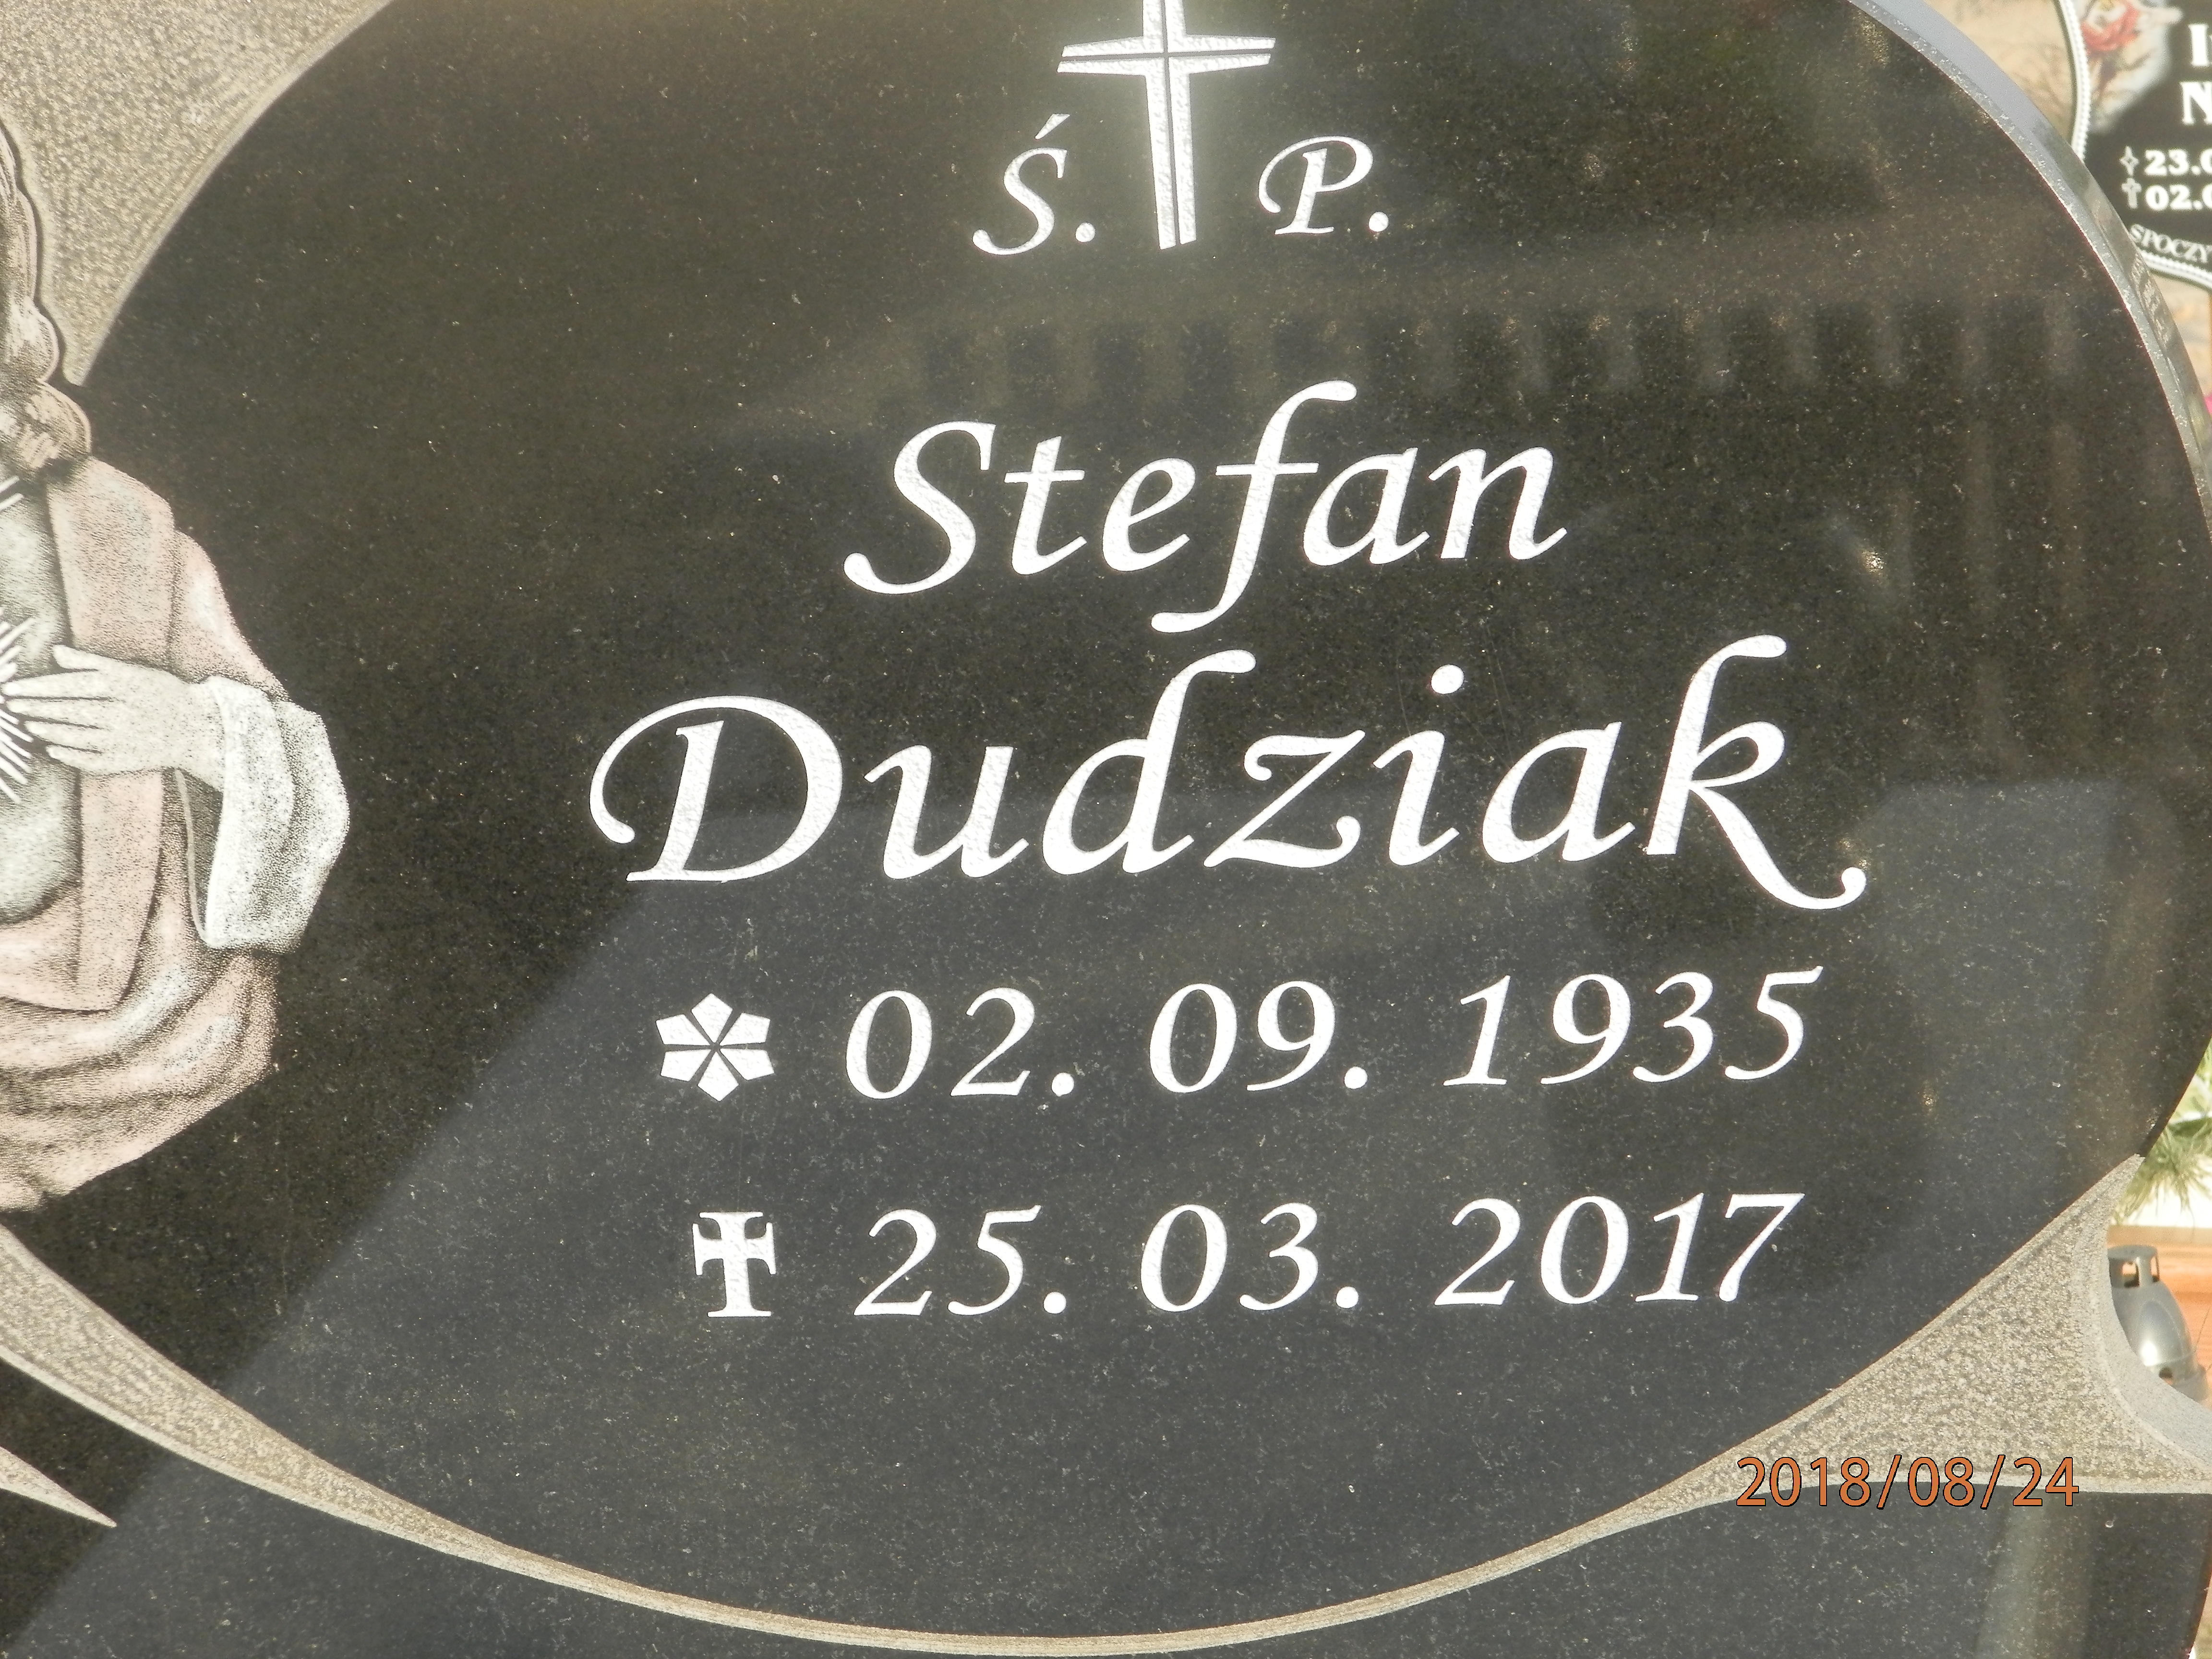 Ś. P.
Stefan
Dudziak
02. 09. 1935
25. 03. 2017
2018/08/24